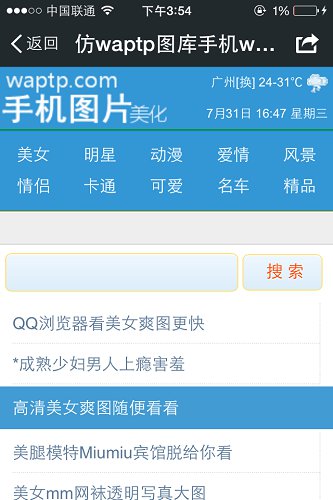 中国联通 下午3:54 1%
返回 仿waptp图库手机w...
waptp.com
手机图片美化
广州[换] 24-31℃
7月31日 16:47 星期三
美女 明星 动漫 爱情 风景
情侣 卡通 可爱 名车 精品
搜 索
QQ浏览器看美女爽图更快
*成熟少妇男人上瘾害羞
高清美女爽图随便看看
美腿模特Miumiu宾馆脱给你看
美女mm网袜透明写真大图